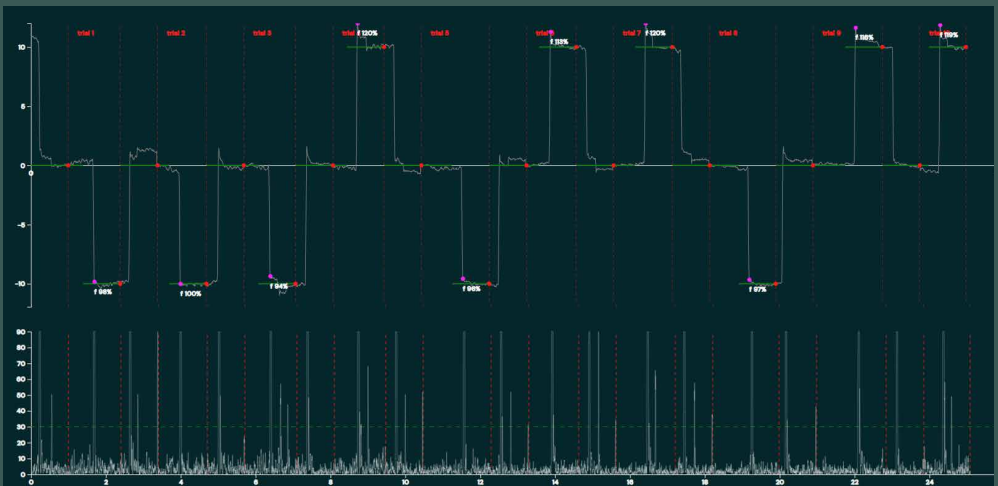 10
trial 1
trial 2
trial 3
f 120%
trial 5
f 113%
trial 7
f 120%
trial 8
trial 9
f 116%
f 119%
5
0
0
-5
-10
f 96%
f 100%
f 94%
f 96%
f 97%
90
80
70
60
50
40
30
20
10
0
0 2 4 6 8 10 12 14 16 18 20 22 24